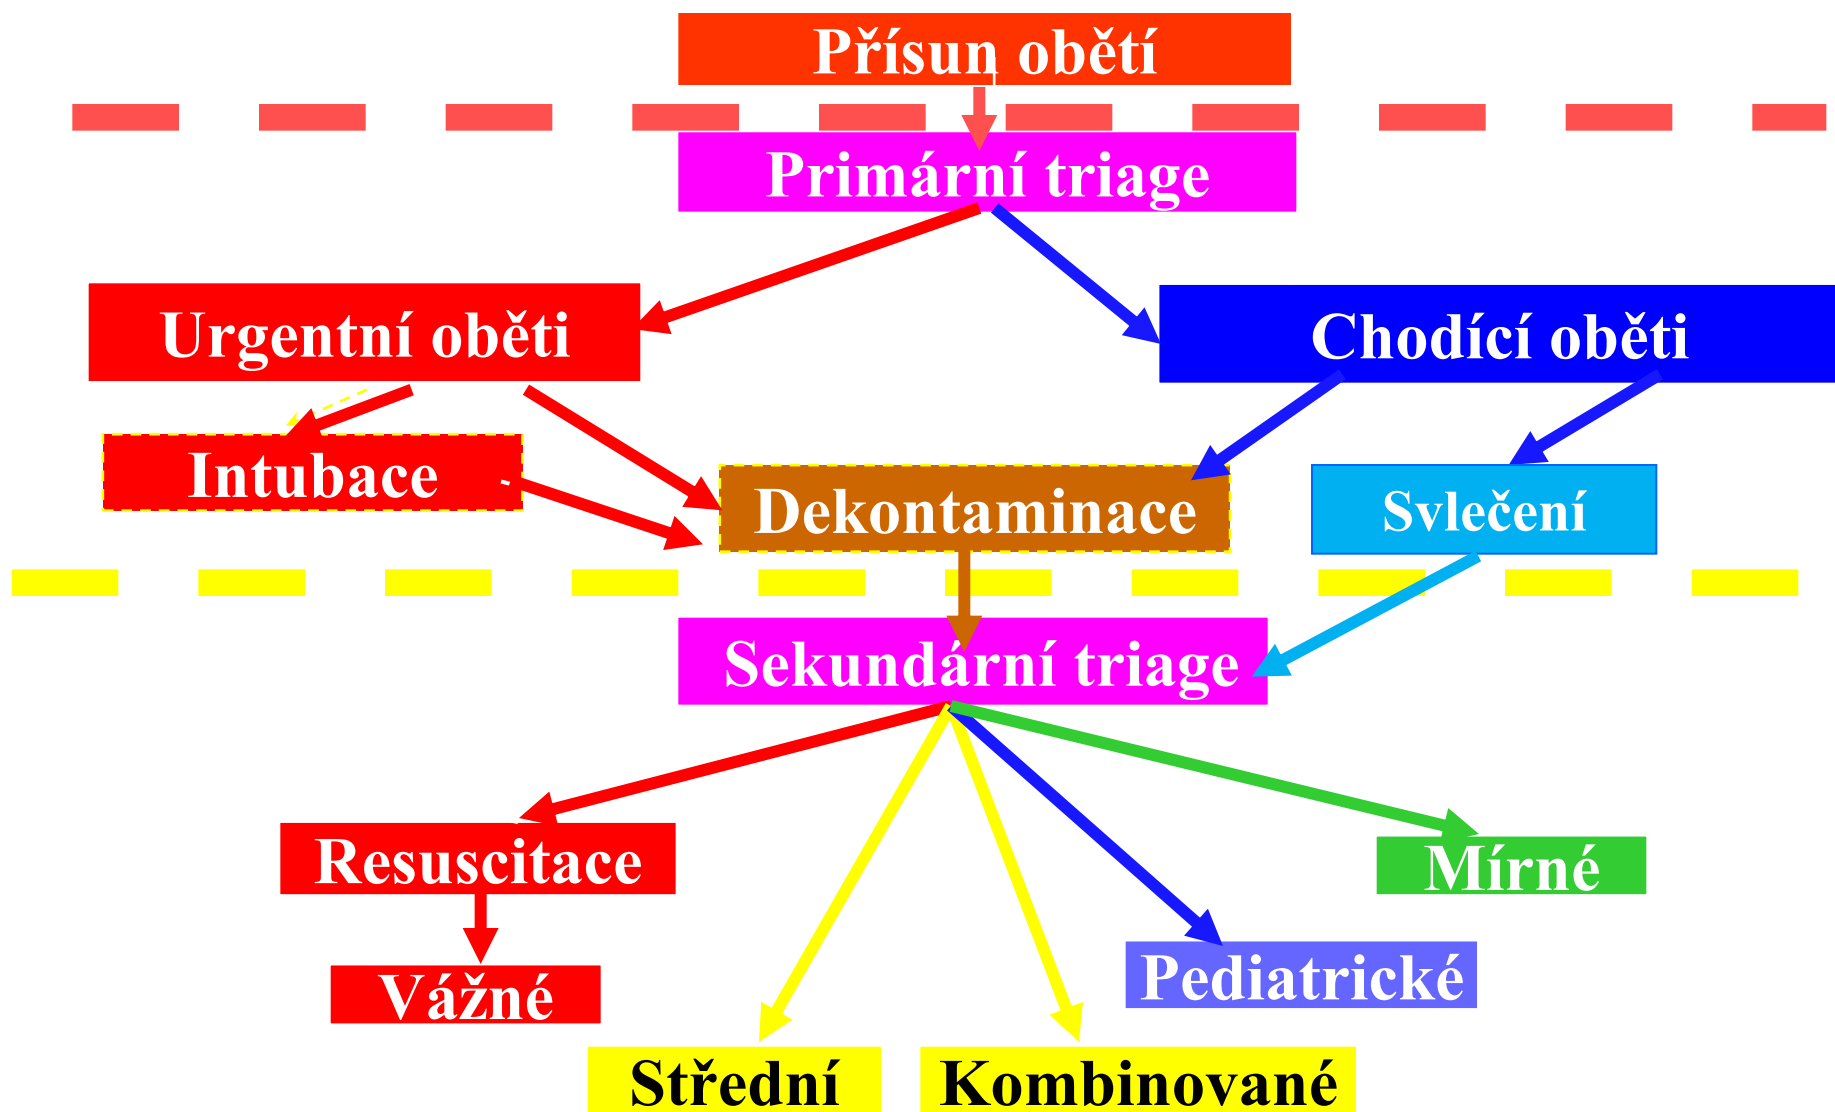 Přísun obětí
Primární triage
Urgentní oběti
Chodící oběti
Intubace
Dekontaminace
Svlečení
Sekundární triage
Resuscitace
Mírné
Vážné
Pediatrické
Střední
Kombinované